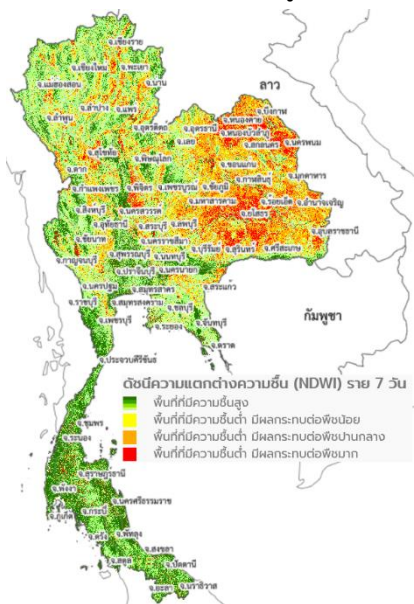 จ.เชียงราย
จ.เชียงใหม่
จ.พะเยา
จ.แม่ฮ่องสอน
จ.น่าน
จ.ลำปาง
จ.แพร่
จ.ลำพูน
จ.อุตรดิตถ์
จ.สุโขทัย
จ.ตาก
จ.พิษณุโลก
จ.กำแพงเพชร
จ.พิจิตร
จ.เพชรบูรณ์
จ.เลย
ลาว
จ.บึงกาฬ
จ.หนองคาย
จ.อุดรธานี
จ.หนองบัวลำภู
จ.สกลนคร
จ.นครพนม
จ.ขอนแก่น
จ.กาฬสินธุ์
จ.มุกดาหาร
จ.ชัยภูมิ
จ.มหาสารคาม
จ.ร้อยเอ็ด
จ.อำนาจเจริญ
จ.ยโสธร
จ.อุบลราชธานี
จ.บุรีรัมย์
จ.สุรินทร์
จ.ศรีสะเกษ
จ.สิงห์บุรี
จ.นครสวรรค์
จ.อุทัยธานี
จ.สระบุรี
จ.ลพบุรี
จ.ชัยนาท
จ.นครราชสีมา
จ.สุพรรณบุรี
จ.นนทบุรี
จ.กาญจนบุรี
จ.ปราจีนบุรี
จ.นครนายก
จ.นครปฐม
จ.สมุทรสาคร
จ.สระแก้ว
จ.ราชบุรี
จ.สมุทรสงคราม
จ.ชลบุรี
จ.เพชรบุรี
จ.ระยอง
จ.จันทบุรี
จ.ตราด
กัมพูชา
จ.ประจวบคีรีขันธ์
ดัชนีความแตกต่างความชื้น (NDWI) ราย 7 วัน
พื้นที่ที่มีความชื้นสูง
พื้นที่ที่มีความชื้นต่ำ มีผลกระทบต่อพืชน้อย
พื้นที่ที่มีความชื้นต่ำ มีผลกระทบต่อพืชปานกลาง
พื้นที่ที่มีความชื้นต่ำ มีผลกระทบต่อพืชมาก
จ.ชุมพร
จ.ระนอง
จ.สุราษฎร์ธานี
จ.พังงา
จ.นครศรีธรรมราช
จ.กระบี่
จ.ภูเก็ต
จ.ตรัง
จ.พัทลุง
จ.สงขลา
จ.สตูล
จ.ปัตตานี
จ.ยะลา
จ.นราธิวาส